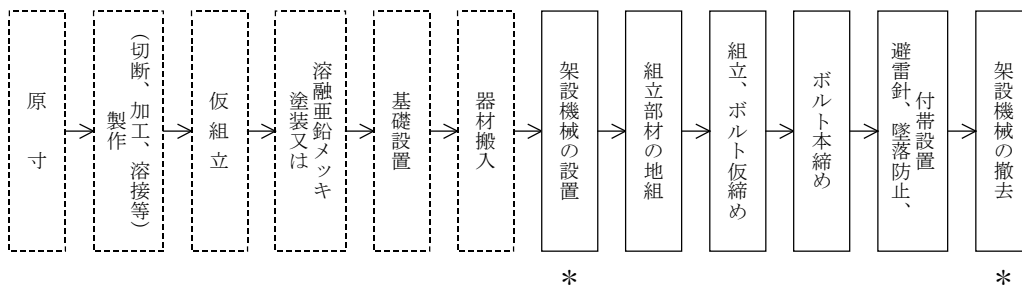 原寸
製作
(切断、加工、溶接等)
仮組立
塗装又は
溶融亜鉛メッキ
基礎設置
器材搬入
架設機械の設置
組立部材の地組
組立、ボルト仮締め
ボルト本締め
避雷針、墜落防止、
付帯設置
架設機械の撤去
＊
＊